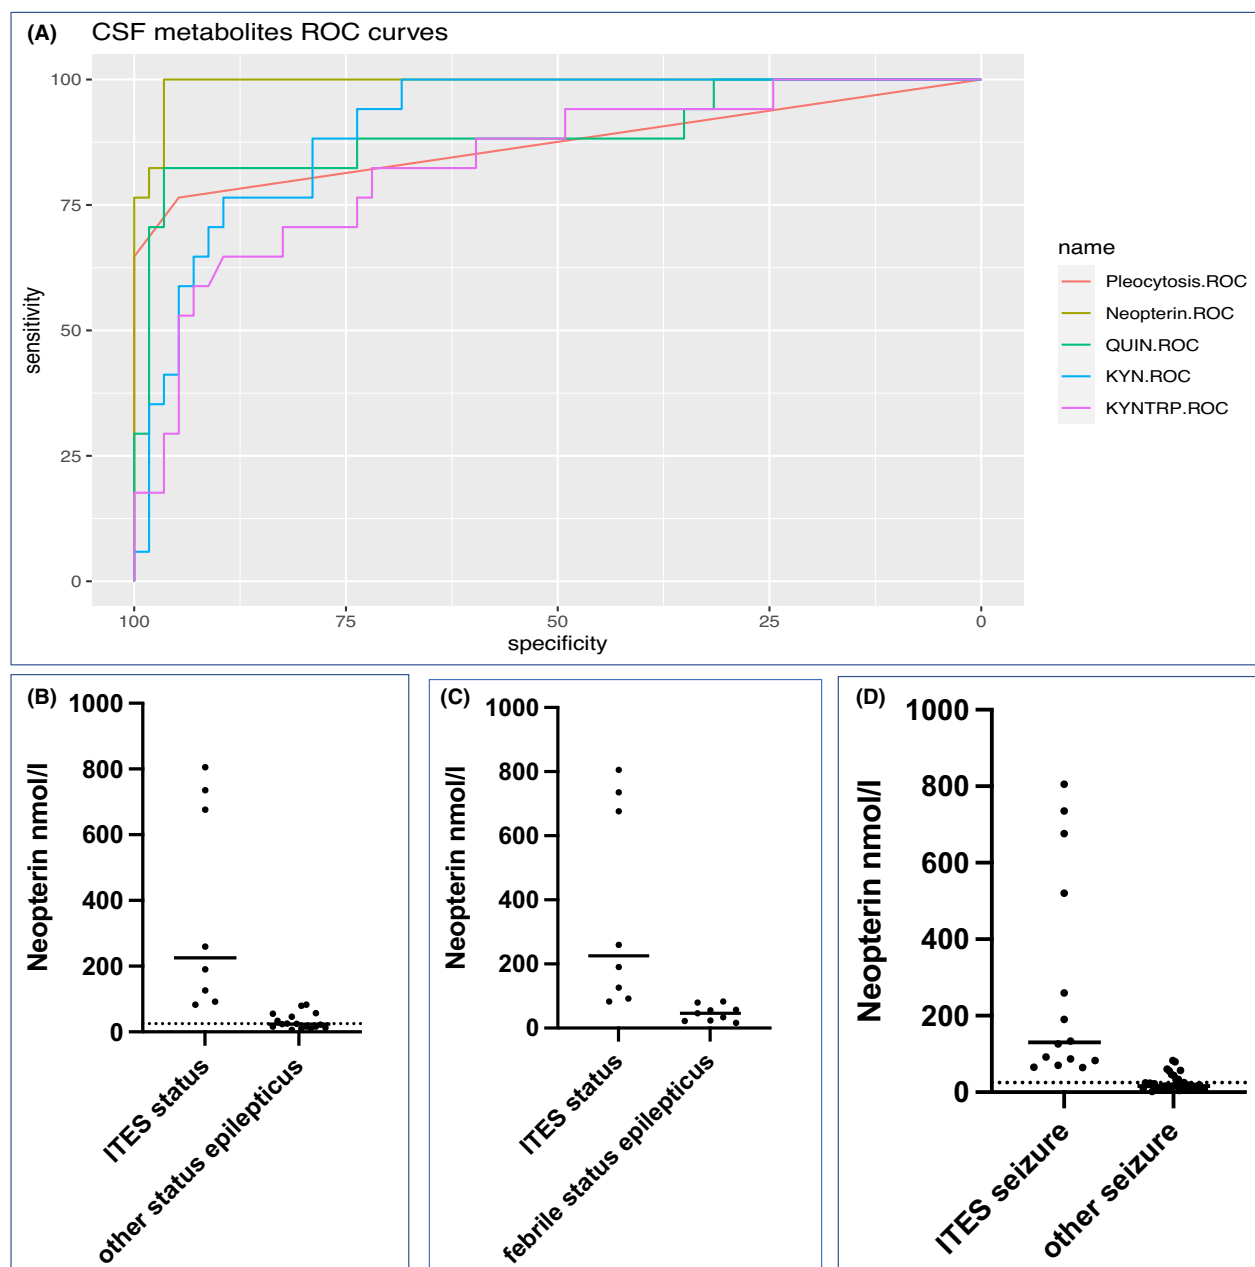 (A) CSF metabolites ROC curves
100
75
50
25
0
sensitivity
100 75 50 25 0
specificity
name
Pleocytosis.ROC
Neopterin.ROC
QUIN.ROC
KYN.ROC
KYNTRP.ROC
(B)
Neopterin nmol/l
1000
800
600
400
200
0
ITES status
other status epilepticus
(C)
Neopterin nmol/l
1000
800
600
400
200
0
ITES status
febrile status epilepticus
(D)
Neopterin nmol/l
1000
800
600
400
200
0
ITES seizure
other seizure